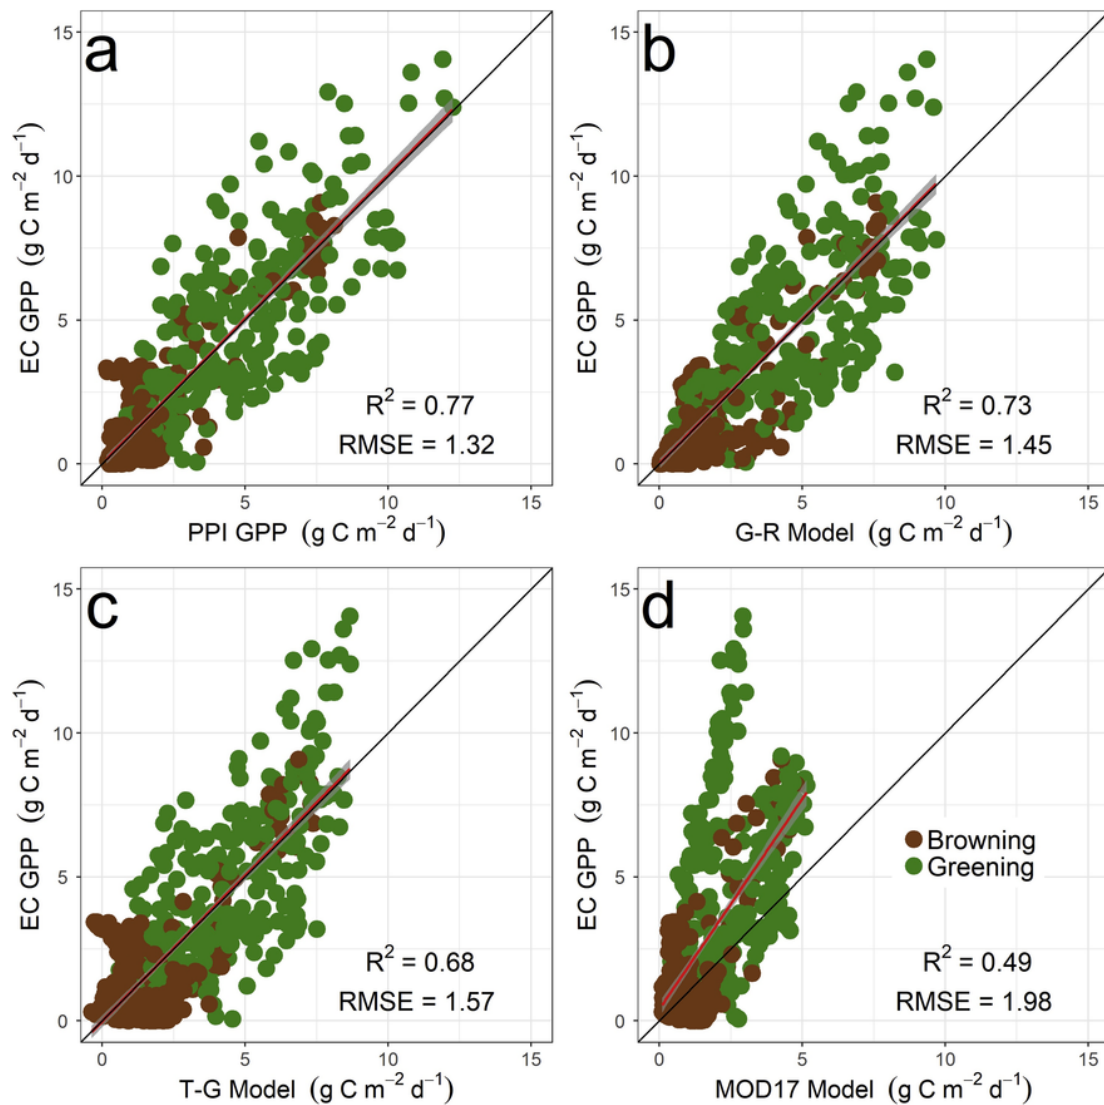 a
15
10
5
0
EC GPP (g C m⁻² d⁻¹)
R² = 0.77
RMSE = 1.32
0 5 10 15
PPI GPP (g C m⁻² d⁻¹)
b
15
10
5
0
EC GPP (g C m⁻² d⁻¹)
R² = 0.73
RMSE = 1.45
0 5 10 15
G-R Model (g C m⁻² d⁻¹)
c
15
10
5
0
EC GPP (g C m⁻² d⁻¹)
R² = 0.68
RMSE = 1.57
0 5 10 15
T-G Model (g C m⁻² d⁻¹)
d
15
10
5
0
EC GPP (g C m⁻² d⁻¹)
Browning
Greening
R² = 0.49
RMSE = 1.98
0 5 10 15
MOD17 Model (g C m⁻² d⁻¹)